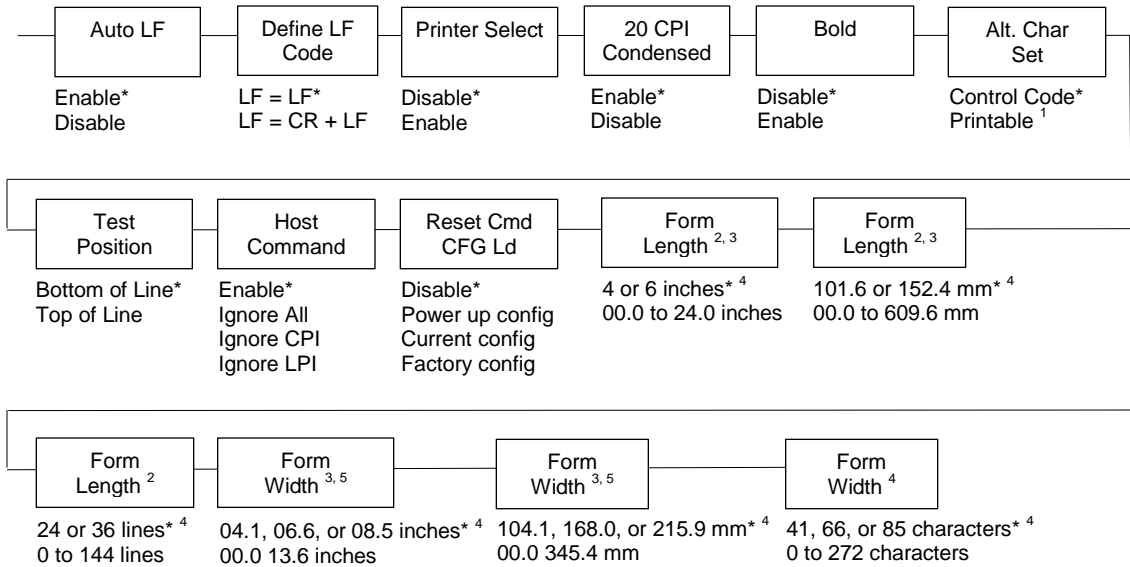 Auto LF
Define LF
Code
Printer Select
20 CPI
Condensed
Bold
Alt. Char
Set
Enable*
Disable
LF = LF*
LF = CR + LF
Disable*
Enable
Enable*
Disable
Disable*
Enable
Control Code*
Printable 1
Test
Position
Host
Command
Reset Cmd
CFG Ld
Form
Length 2, 3
Form
Length 2, 3
Bottom of Line*
Top of Line
Enable*
Ignore All
Ignore CPI
Ignore LPI
Disable*
Power up config
Current config
Factory config
4 or 6 inches* 4
00.0 to 24.0 inches
101.6 or 152.4 mm* 4
00.0 to 609.6 mm
Form
Length 2
Form
Width 3, 5
Form
Width 3, 5
Form
Width 4
24 or 36 lines* 4
0 to 144 lines
04.1, 06.6, or 08.5 inches* 4
00.0 13.6 inches
104.1, 168.0, or 215.9 mm* 4
00.0 345.4 mm
41, 66, or 85 characters* 4
0 to 272 characters